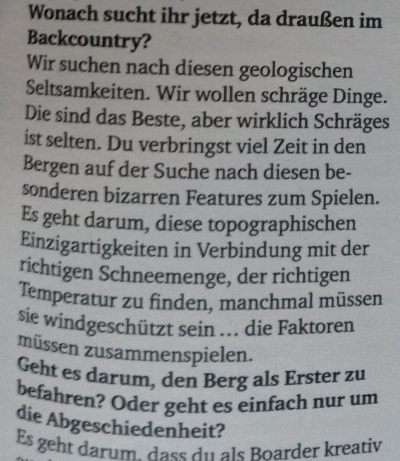 Wonach sucht ihr jetzt, da draußen im
Backcountry?
Wir suchen nach diesen geologischen
Seltsamkeiten. Wir wollen schräge Dinge.
Die sind das Beste, aber wirklich Schräges
ist selten. Du verbringst viel Zeit in den
Bergen auf der Suche nach diesen be-
sonderen bizarren Features zum Spielen.
Es geht darum, diese topographischen
Einzigartigkeiten in Verbindung mit der
richtigen Schneemenge, der richtigen
Temperatur zu finden, manchmal müssen
sie windgeschützt sein ... die Faktoren
müssen zusammenspielen.
Geht es darum, den Berg als Erster zu
befahren? Oder geht es einfach nur um
die Abgeschiedenheit?
Es geht darum, dass du als Boarder kreativ